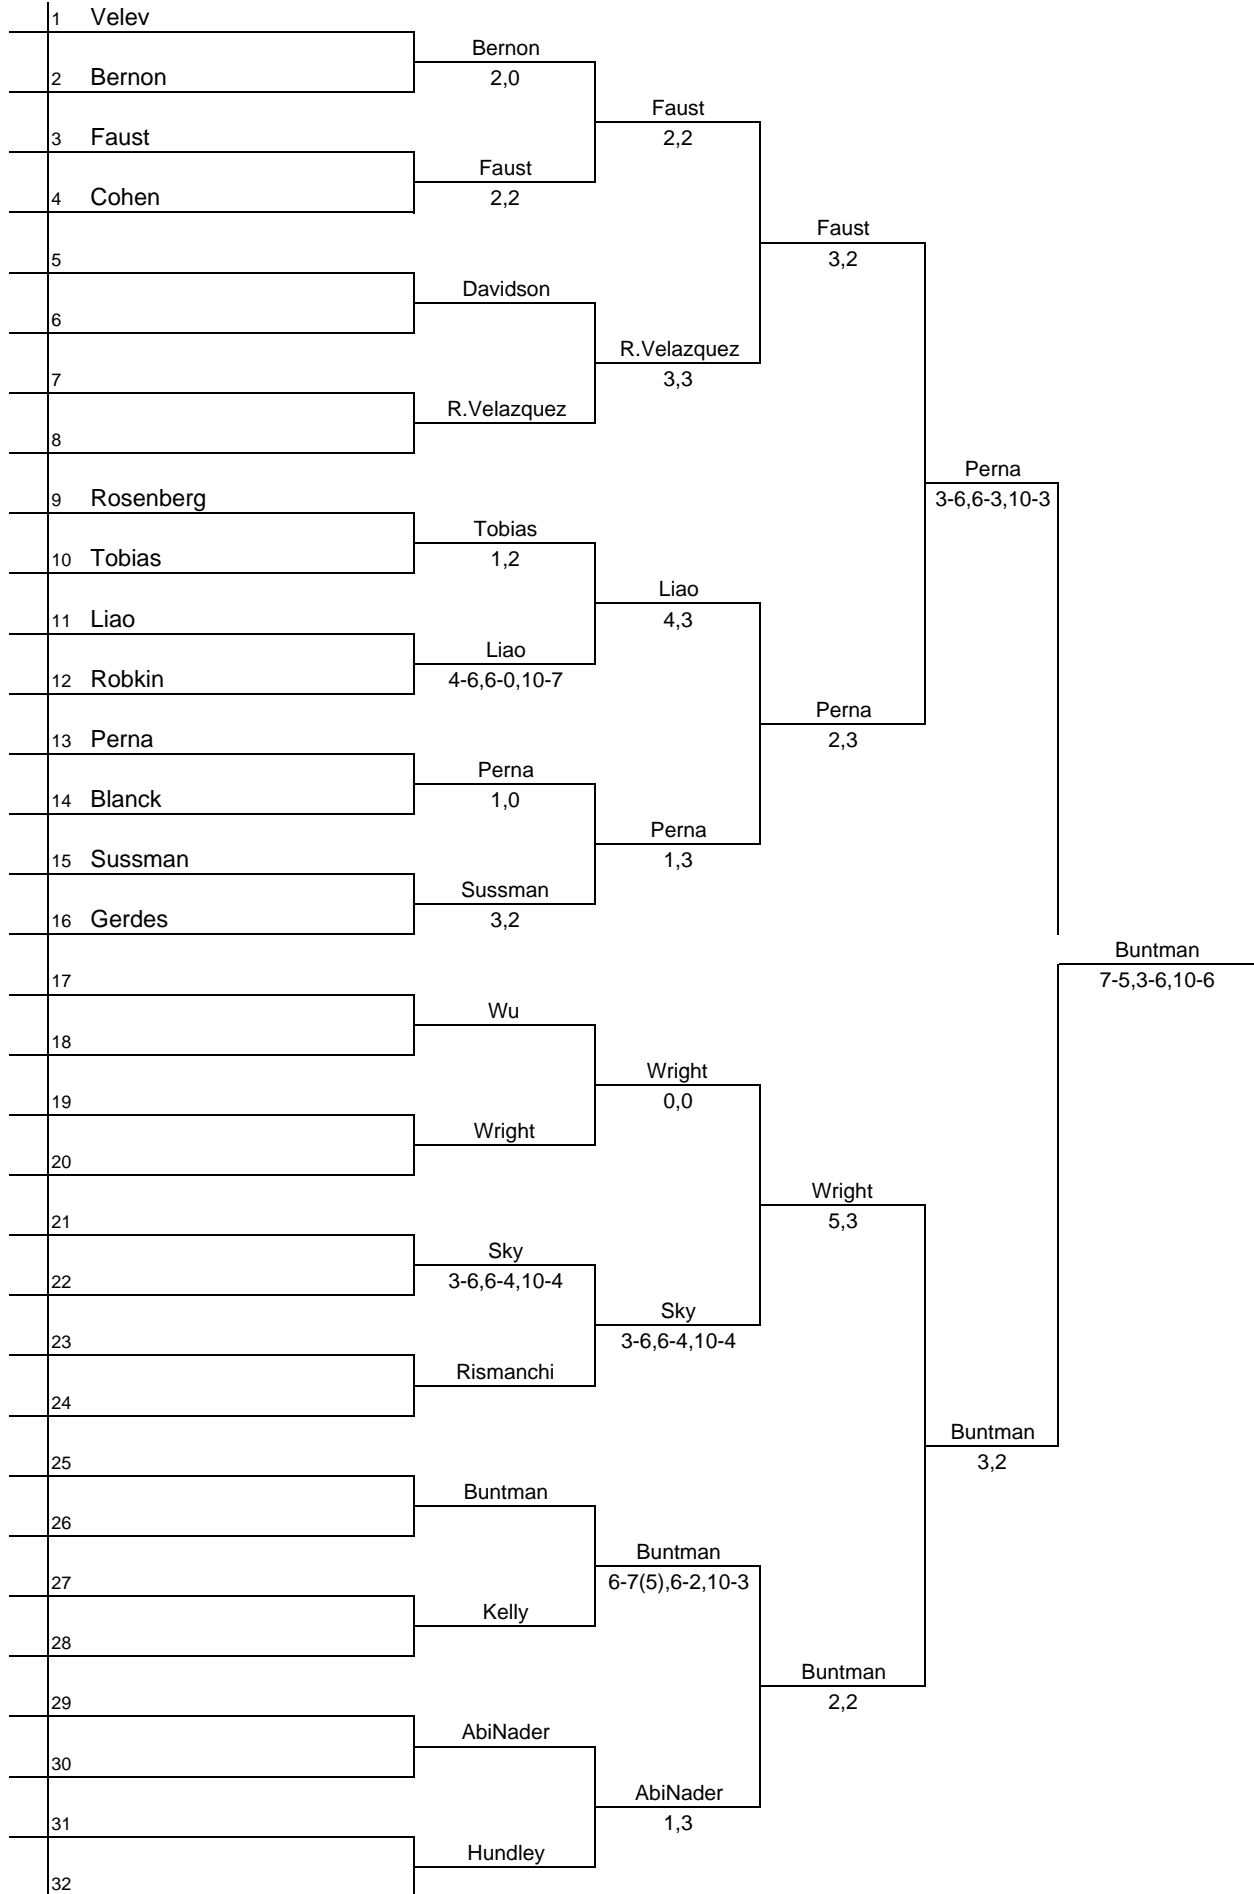 1 Velev
Bernon
2 Bernon
2,0
Faust
3 Faust
2,2
Faust
4 Cohen
2,2
Faust
5
3,2
Davidson
6
R.Velazquez
7
3,3
R.Velazquez
8
Perna
9 Rosenberg
3-6,6-3,10-3
Tobias
10 Tobias
1,2
Liao
11 Liao
4,3
Liao
12 Robkin
4-6,6-0,10-7
Perna
13 Perna
2,3
Perna
14 Blanck
1,0
Perna
15 Sussman
1,3
Sussman
16 Gerdes
3,2
Buntman
17
7-5,3-6,10-6
Wu
18
Wright
19
0,0
Wright
20
Wright
21
5,3
Sky
22
3-6,6-4,10-4
Sky
23
3-6,6-4,10-4
Rismanchi
24
Buntman
25
3,2
Buntman
26
Buntman
27
6-7(5),6-2,10-3
Kelly
28
Buntman
29
2,2
AbiNader
30
AbiNader
31
1,3
Hundley
32